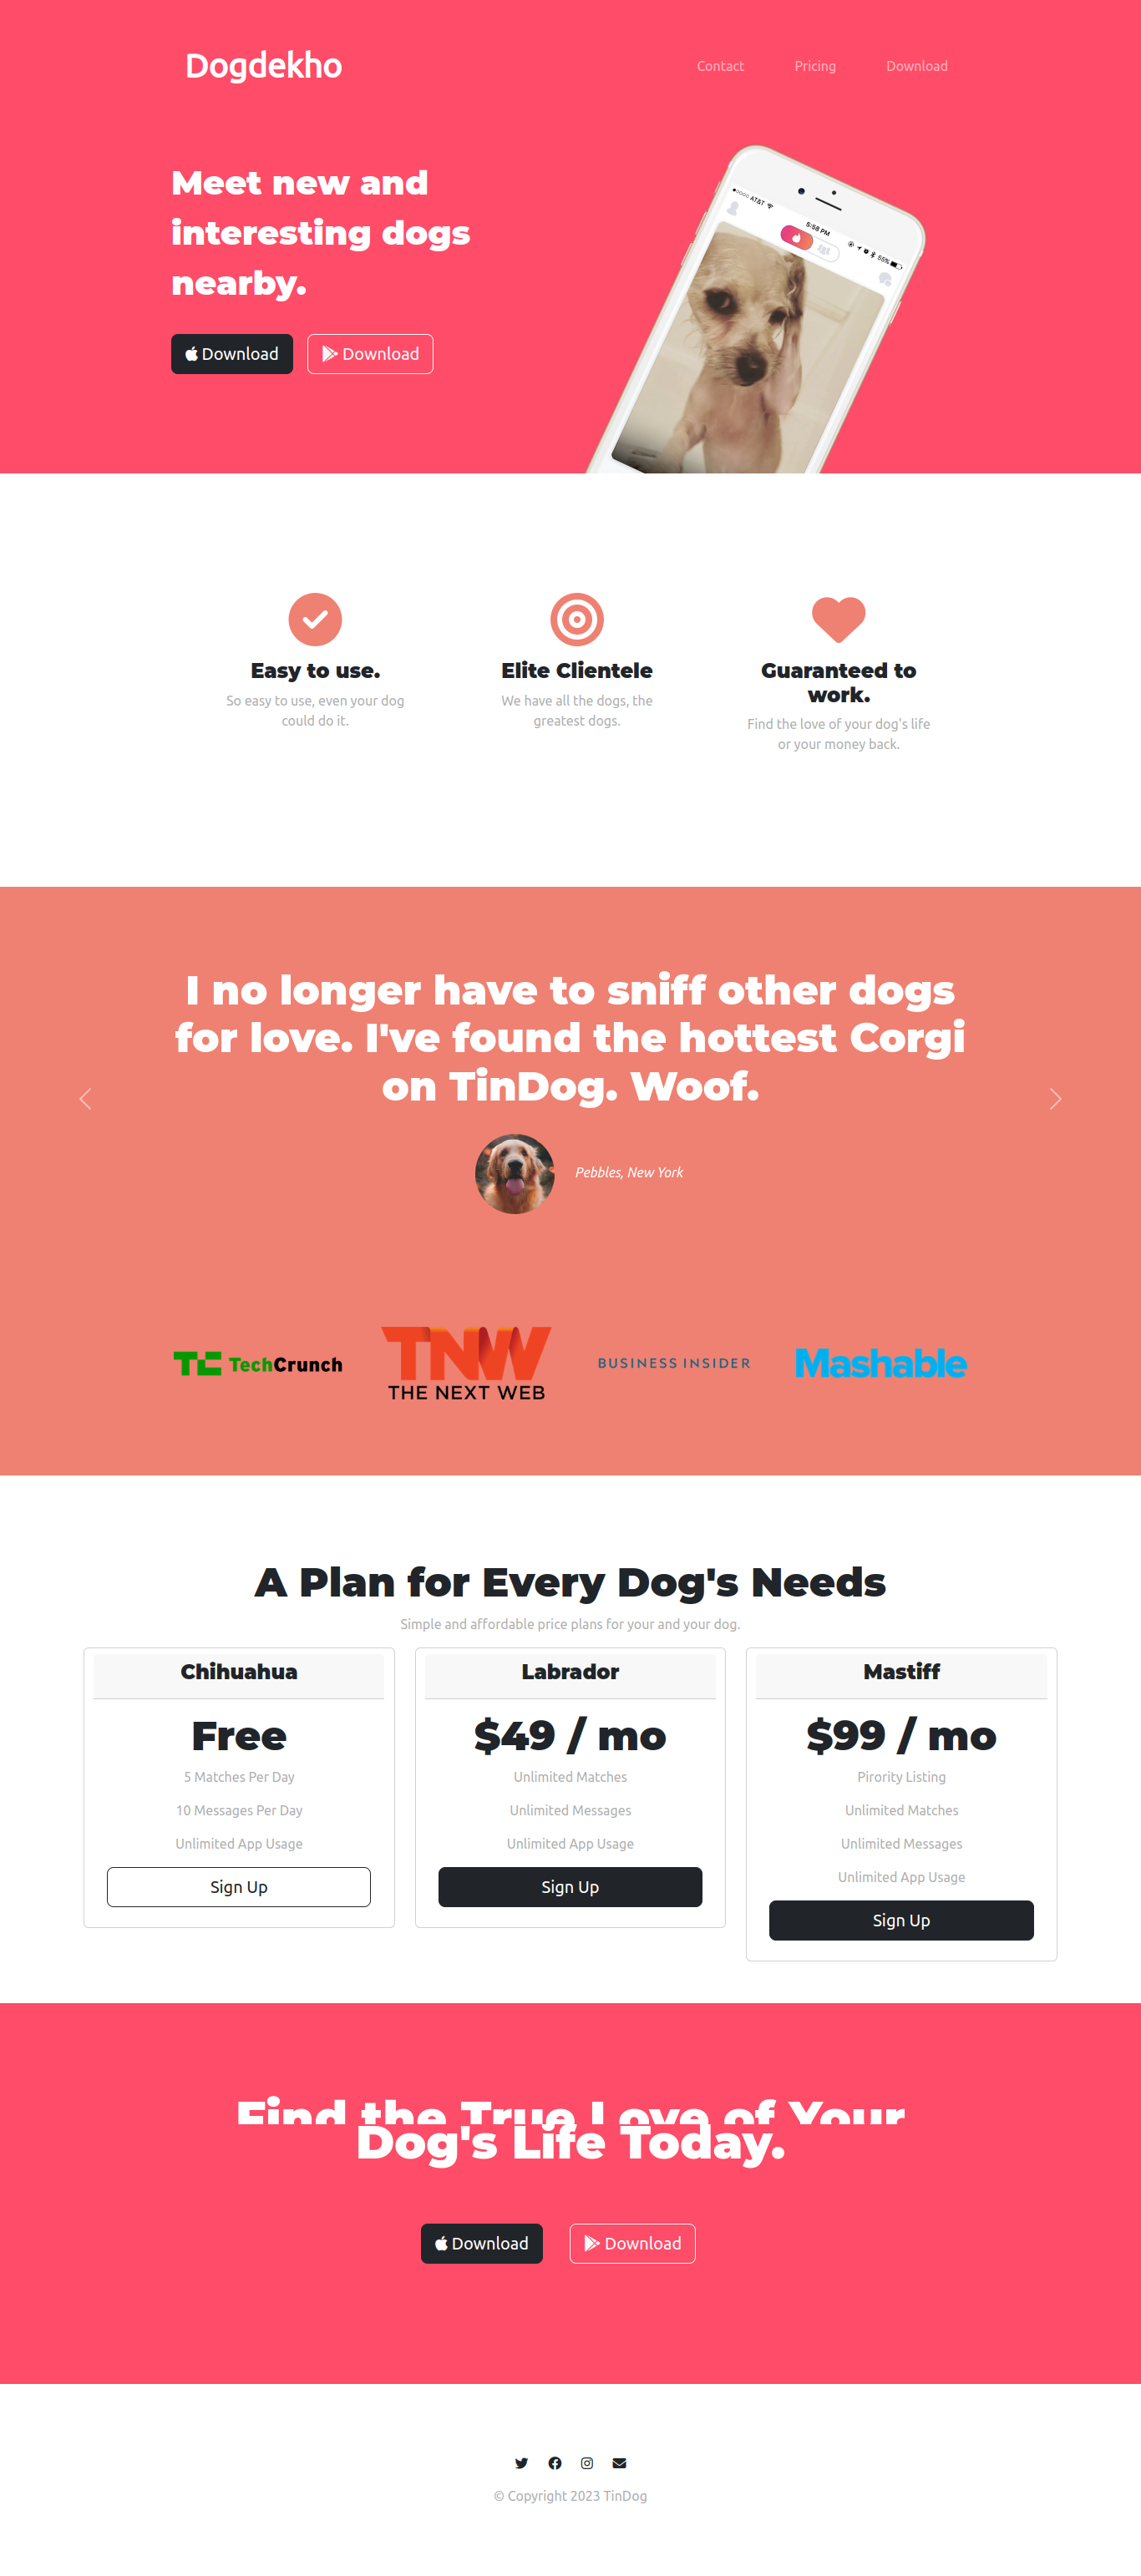 Dogdekho
Contact
Pricing
Download
Meet new and
interesting dogs
nearby.
Download
Download
AT&T
5:58 PM
55%
Easy to use.
So easy to use, even your dog
could do it.
Elite Clientele
We have all the dogs, the
greatest dogs.
Guaranteed to
work.
Find the love of your dog's life
or your money back.
I no longer have to sniff other dogs
for love. I've found the hottest Corgi
on TinDog. Woof.
Pebbles, New York
TC TechCrunch
TNW
THE NEXT WEB
BUSINESS INSIDER
Mashable
A Plan for Every Dog's Needs
Simple and affordable price plans for your and your dog.
Chihuahua
Free
5 Matches Per Day
10 Messages Per Day
Unlimited App Usage
Sign Up
Labrador
$49 / mo
Unlimited Matches
Unlimited Messages
Unlimited App Usage
Sign Up
Mastiff
$99 / mo
Pirority Listing
Unlimited Matches
Unlimited Messages
Unlimited App Usage
Sign Up
Find the True Love of Your
Dog's Life Today.
Download
Download
© Copyright 2023 TinDog